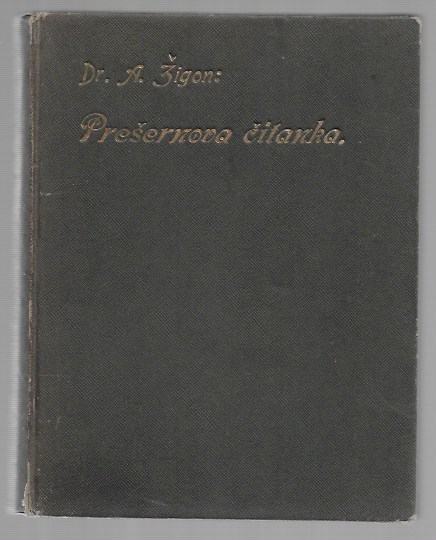 Dr. A. Žigon:
Prešernova čitanka.